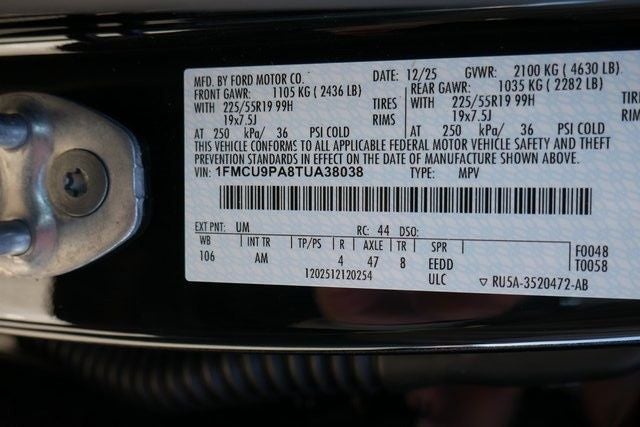 MFD. BY FORD MOTOR CO. DATE: 12/25 GVWR: 2100 KG ( 4630 LB)
FRONT GAWR: 1105 KG ( 2436 LB) REAR GAWR: 1035 KG ( 2282 LB)
WITH 225/55R19 99H TIRES WITH 225/55R19 99H TIRES
19x7.5J RIMS 19x7.5J RIMS
AT 250 kPa/ 36 PSI COLD AT 250 kPa/ 36 PSI COLD
THIS VEHICLE CONFORMS TO ALL APPLICABLE FEDERAL MOTOR VEHICLE SAFETY AND THEFT
PREVENTION STANDARDS IN EFFECT ON THE DATE OF MANUFACTURE SHOWN ABOVE.
VIN: 1FMCU9PA8TUA38038 TYPE: MPV
EXT PNT: UM RC: 44 DSO: F0048
WB INT TR TP/PS R AXLE TR SPR T0058
106 AM 4 47 8 EEDD
1202512120254 ULC ▽ RU5A-3520472-AB